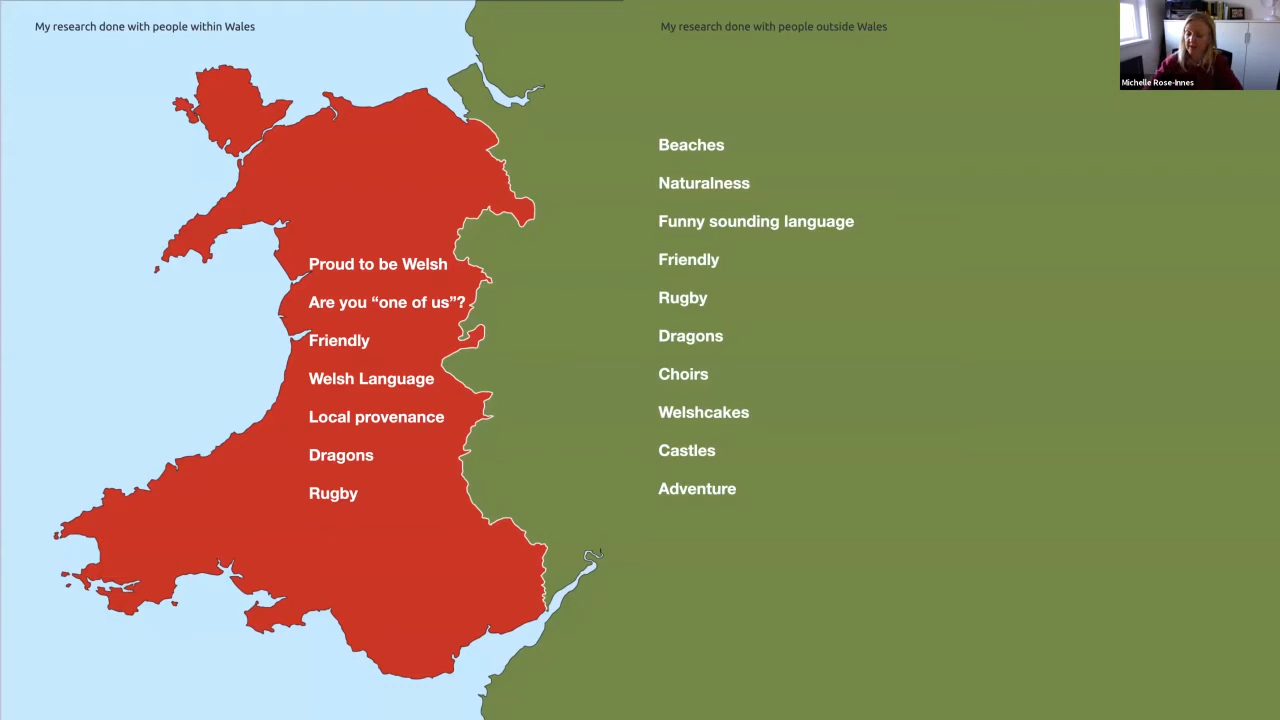 My research done with people within Wales
My research done with people outside Wales
Michelle Rose-Innes
Proud to be Welsh
Are you “one of us”?
Friendly
Welsh Language
Local provenance
Dragons
Rugby
Beaches
Naturalness
Funny sounding language
Friendly
Rugby
Dragons
Choirs
Welshcakes
Castles
Adventure